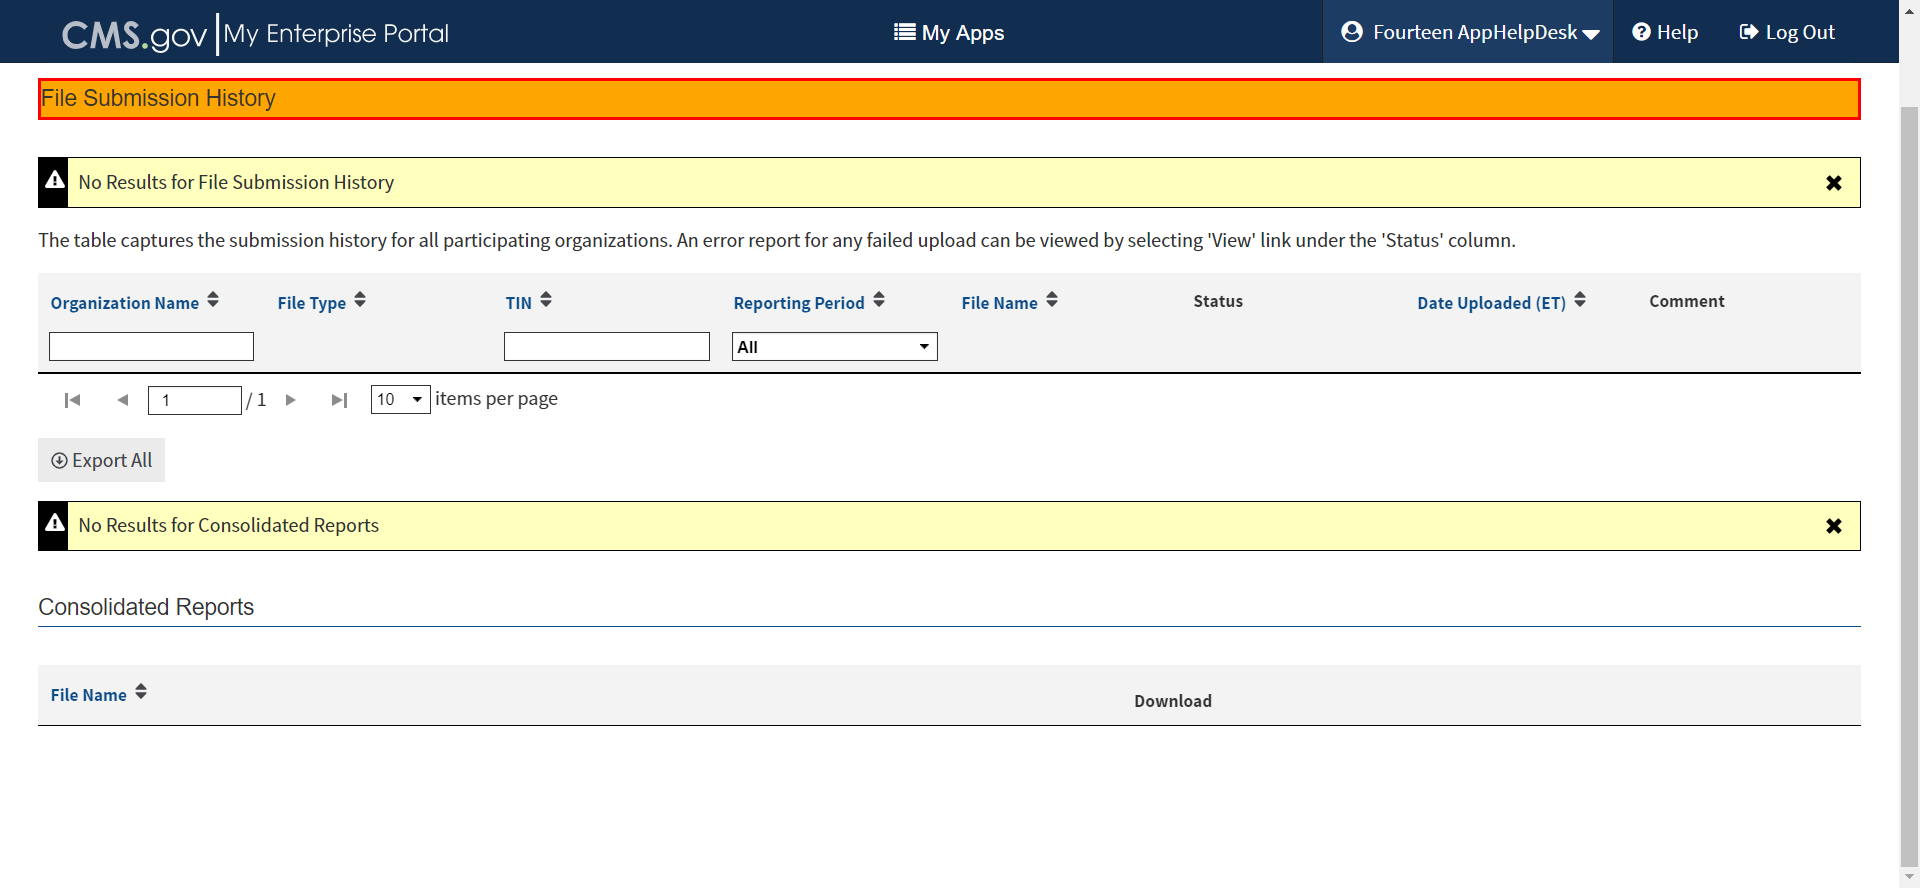 CMS.gov My Enterprise Portal
My Apps
Fourteen AppHelpDesk
Help
Log Out
File Submission History
No Results for File Submission History
The table captures the submission history for all participating organizations. An error report for any failed upload can be viewed by selecting 'View' link under the 'Status' column.
Organization Name
File Type
TIN
Reporting Period
File Name
Status
Date Uploaded (ET)
Comment
All
1 / 1
10 items per page
Export All
No Results for Consolidated Reports
Consolidated Reports
File Name
Download